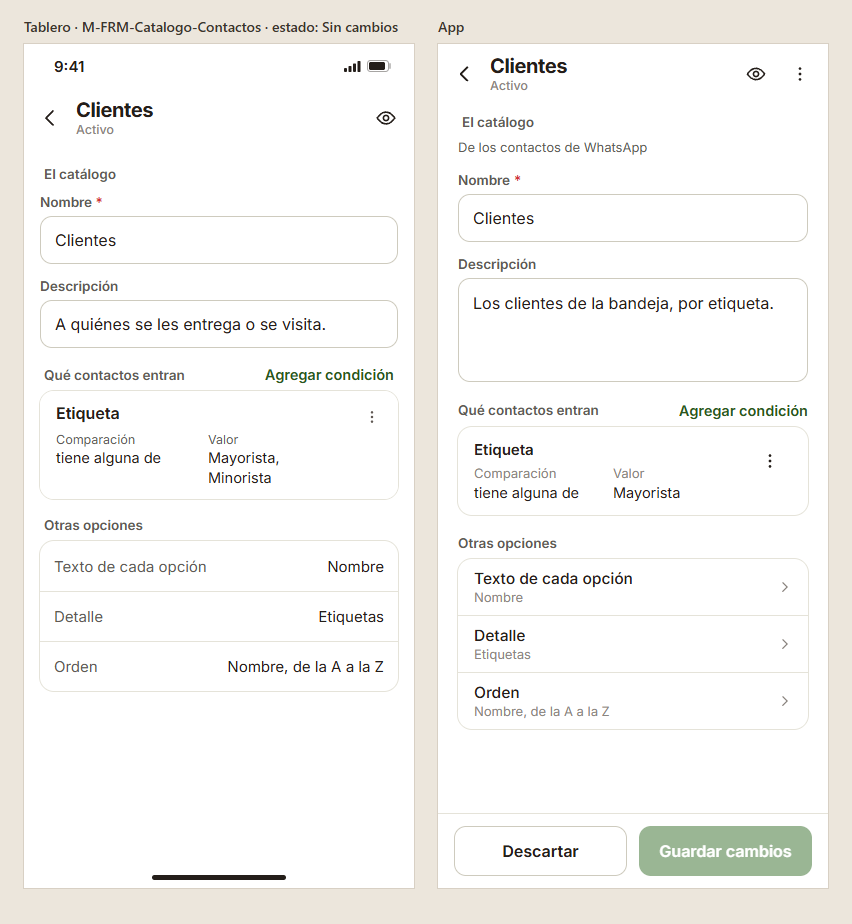 Tablero · M-FRM-Catalogo-Contactos · estado: Sin cambios
9:41
Clientes
Activo
El catálogo
Nombre *
Clientes
Descripción
A quiénes se les entrega o se visita.
Qué contactos entran
Agregar condición
Etiqueta
Comparación
Valor
tiene alguna de
Mayorista,
Minorista
Otras opciones
Texto de cada opción
Nombre
Detalle
Etiquetas
Orden
Nombre, de la A a la Z
App
Clientes
Activo
El catálogo
De los contactos de WhatsApp
Nombre *
Clientes
Descripción
Los clientes de la bandeja, por etiqueta.
Qué contactos entran
Agregar condición
Etiqueta
Comparación
Valor
tiene alguna de
Mayorista
Otras opciones
Texto de cada opción
Nombre
Detalle
Etiquetas
Orden
Nombre, de la A a la Z
Descartar
Guardar cambios